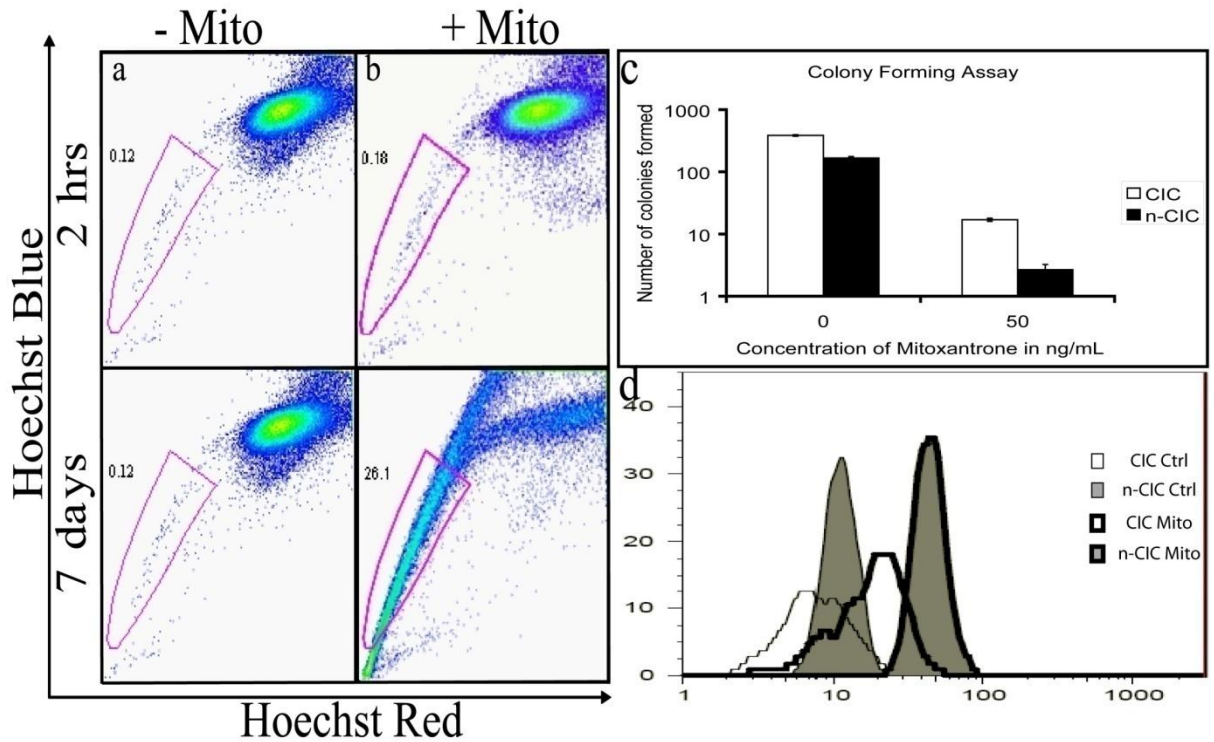 - Mito
+ Mito
a
b
2 hrs
0.12
0.18
7 days
0.12
26.1
Hoechst Blue
Hoechst Red
c
Colony Forming Assay
Number of colonies formed
1000
100
10
1
0
50
Concentration of Mitoxantrone in ng/mL
CIC
n-CIC
d
40
30
20
10
0
1
10
100
1000
CIC Ctrl
n-CIC Ctrl
CIC Mito
n-CIC Mito